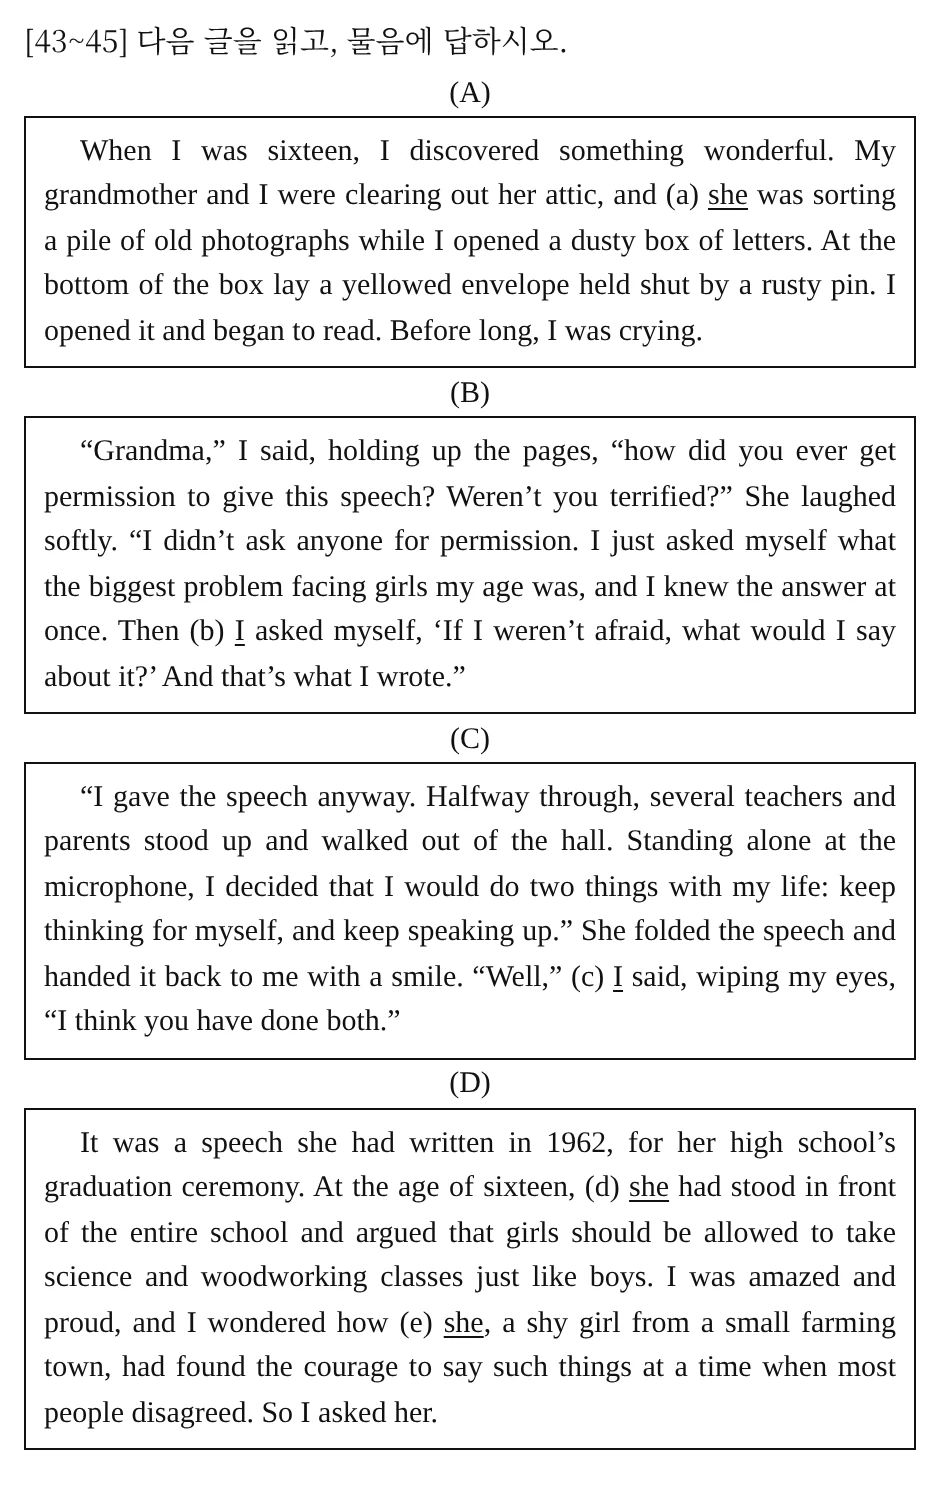 [43~45] 다음 글을 읽고, 물음에 답하시오.
(A)
When I was sixteen, I discovered something wonderful. My
grandmother and I were clearing out her attic, and (a) she was sorting
a pile of old photographs while I opened a dusty box of letters. At the
bottom of the box lay a yellowed envelope held shut by a rusty pin. I
opened it and began to read. Before long, I was crying.
(B)
“Grandma,” I said, holding up the pages, “how did you ever get
permission to give this speech? Weren’t you terrified?” She laughed
softly. “I didn’t ask anyone for permission. I just asked myself what
the biggest problem facing girls my age was, and I knew the answer at
once. Then (b) I asked myself, ‘If I weren’t afraid, what would I say
about it?’ And that’s what I wrote.”
(C)
“I gave the speech anyway. Halfway through, several teachers and
parents stood up and walked out of the hall. Standing alone at the
microphone, I decided that I would do two things with my life: keep
thinking for myself, and keep speaking up.” She folded the speech and
handed it back to me with a smile. “Well,” (c) I said, wiping my eyes,
“I think you have done both.”
(D)
It was a speech she had written in 1962, for her high school’s
graduation ceremony. At the age of sixteen, (d) she had stood in front
of the entire school and argued that girls should be allowed to take
science and woodworking classes just like boys. I was amazed and
proud, and I wondered how (e) she, a shy girl from a small farming
town, had found the courage to say such things at a time when most
people disagreed. So I asked her.